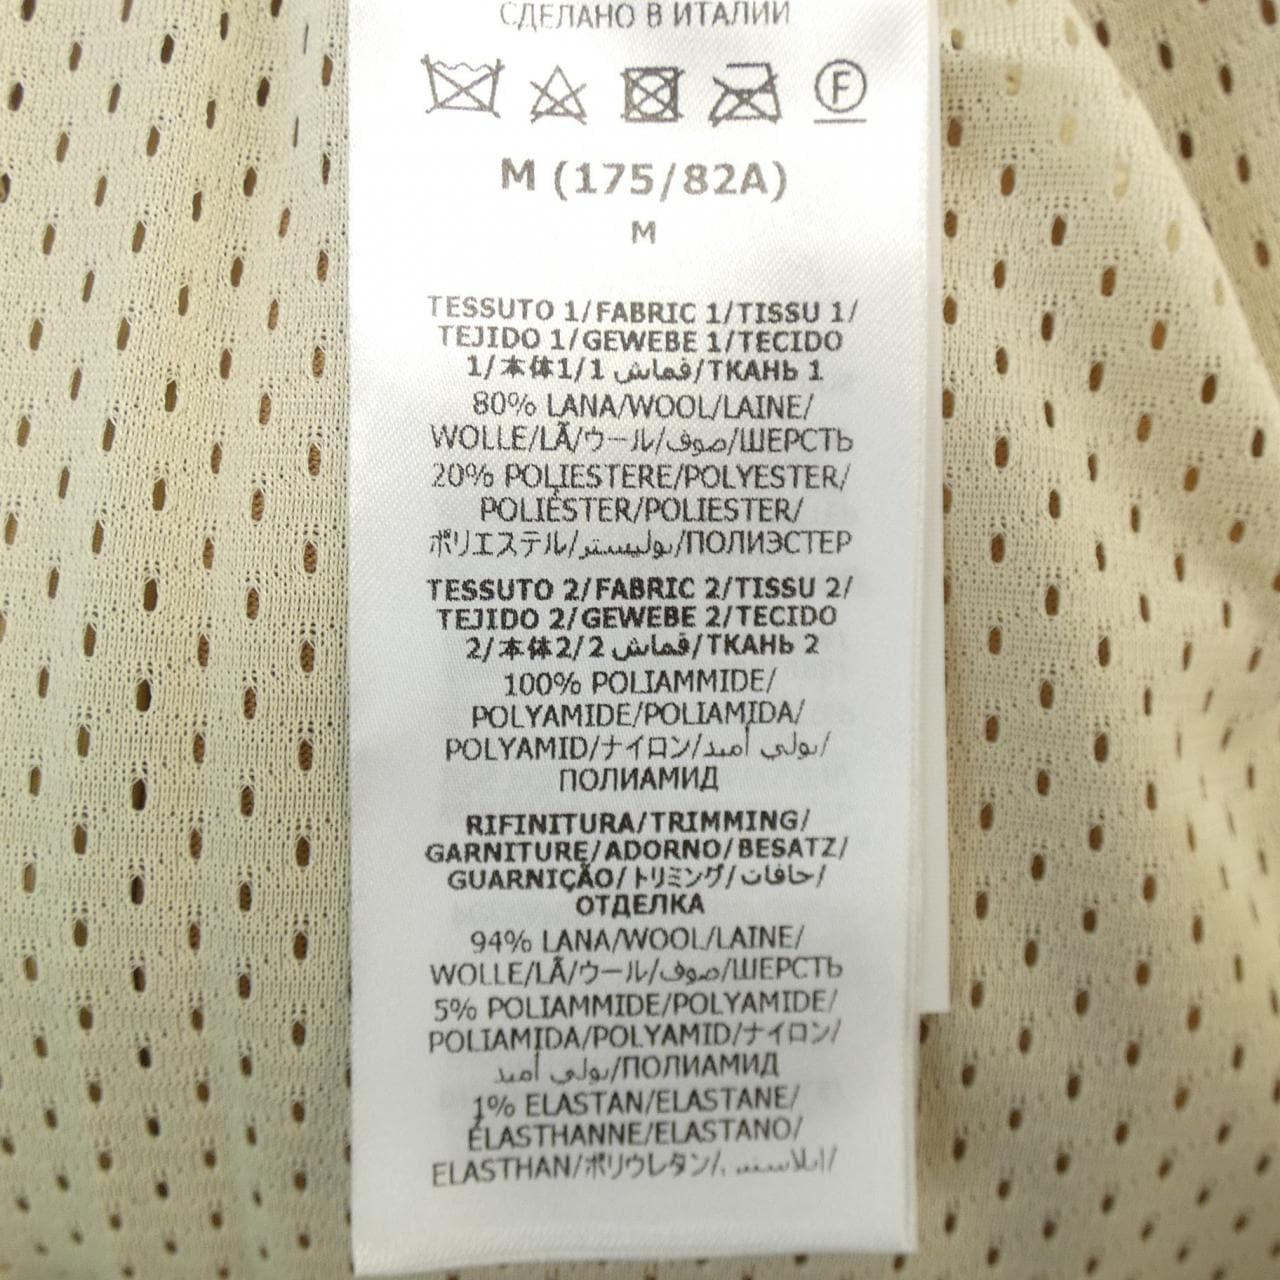 СДЕЛАНО В ИТАЛИИ
F
M (175/82A)
M
TESSUTO 1/FABRIC 1/TISSU 1/
TEJIDO 1/GEWEBE 1/TECIDO
1/本体1/1 قماش/ТКАНЬ 1
80% LANA/WOOL/LAINE/
WOLLE/LÃ/ウール/صوف/ШЕРСТЬ
20% POLIESTERE/POLYESTER/
POLIÉSTER/POLIESTER/
ポリエステル/بوليستر/ПОЛИЭСТЕР
TESSUTO 2/FABRIC 2/TISSU 2/
TEJIDO 2/GEWEBE 2/TECIDO
2/本体2/2 قماش/ТКАНЬ 2
100% POLIAMMIDE/
POLYAMIDE/POLIAMIDA/
POLYAMID/ナイロン/بولي أميد/
ПОЛИАМИД
RIFINITURA/TRIMMING/
GARNITURE/ADORNO/BESATZ/
GUARNIÇÃO/トリミング/حافات/
ОТДЕЛКА
94% LANA/WOOL/LAINE/
WOLLE/LÃ/ウール/صوف/ШЕРСТЬ
5% POLIAMMIDE/POLYAMIDE/
POLIAMIDA/POLYAMID/ナイロン/
بولي أميد/ПОЛИАМИД
1% ELASTAN/ELASTANE/
ÉLASTHANNE/ELASTANO/
ELASTHAN/ポリウレタン/